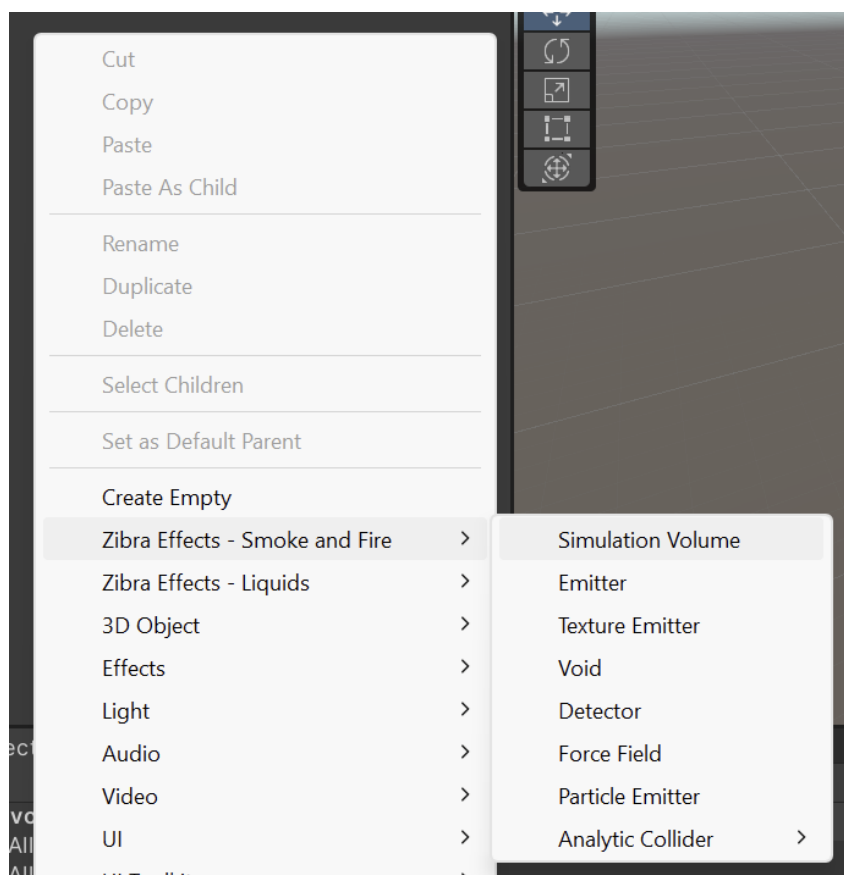 Cut
Copy
Paste
Paste As Child
Rename
Duplicate
Delete
Select Children
Set as Default Parent
Create Empty
Zibra Effects - Smoke and Fire
Zibra Effects - Liquids
3D Object
Effects
Light
Audio
Video
UI
Simulation Volume
Emitter
Texture Emitter
Void
Detector
Force Field
Particle Emitter
Analytic Collider
All